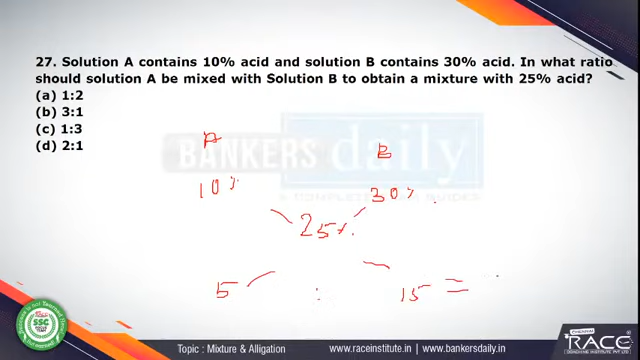 27. Solution A contains 10% acid and solution B contains 30% acid. In what ratio
should solution A be mixed with Solution B to obtain a mixture with 25% acid?
(a) 1:2
(b) 3:1
(c) 1:3
(d) 2:1
BANKERS daily
A B
10% 30%
25%
5 : 15 =
SSC
Topic : Mixture & Alligation www.raceinstitute.in | www.bankersdaily.in
CHENNAI
RACE